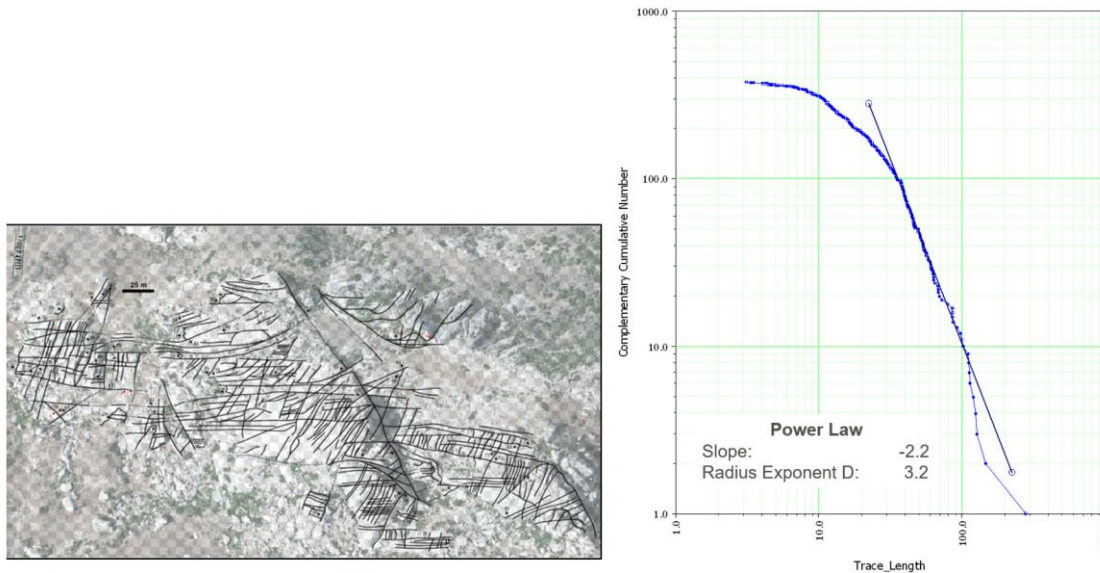 25 m
1000.0
100.0
10.0
1.0
Complementary Cumulative Number
Power Law
Slope: -2.2
Radius Exponent D: 3.2
1.0
10.0
100.0
Trace_Length